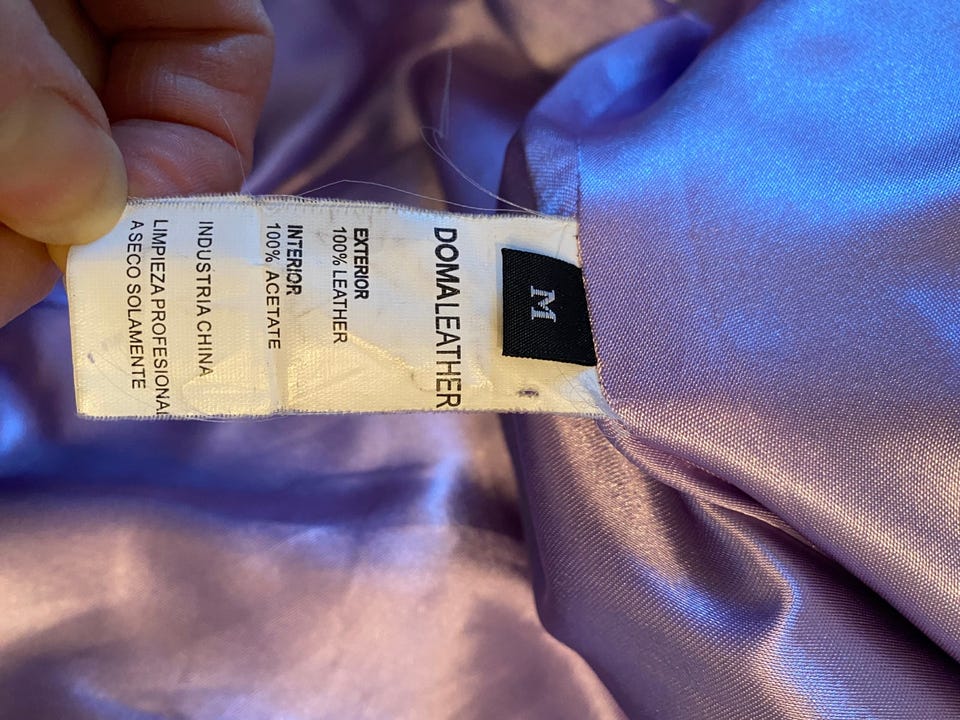 M
DOMALEATHER
EXTERIOR
100% LEATHER
INTERIOR
100% ACETATE
INDUSTRIA CHINA
LIMPIEZA PROFESIONAL
A SECO SOLAMENTE